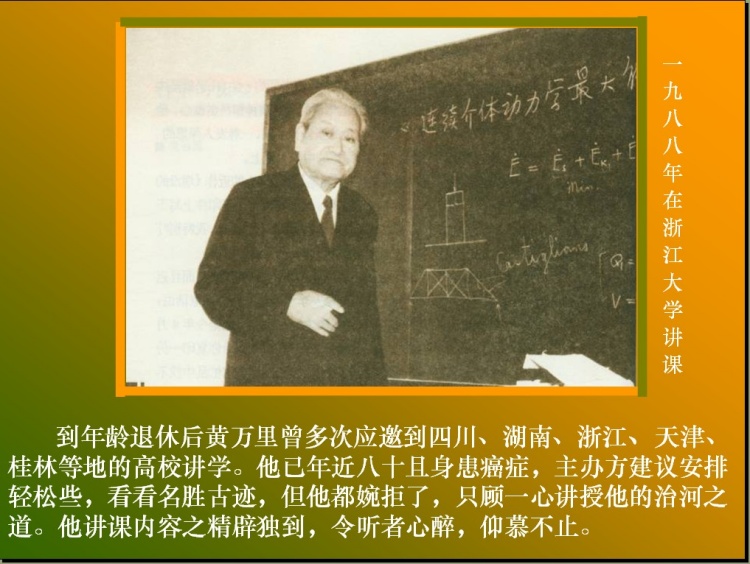 一九八八年在浙江大学讲课
连续介体动力学最大
Ė = Ės + Ėk + Ė
Min.
Castigliano
Q =
V =
到年龄退休后黄万里曾多次应邀到四川、湖南、浙江、天津、
桂林等地的高校讲学。他已年近八十且身患癌症，主办方建议安排
轻松些，看看名胜古迹，但他都婉拒了，只顾一心讲授他的治河之
道。他讲课内容之精辟独到，令听者心醉，仰慕不止。